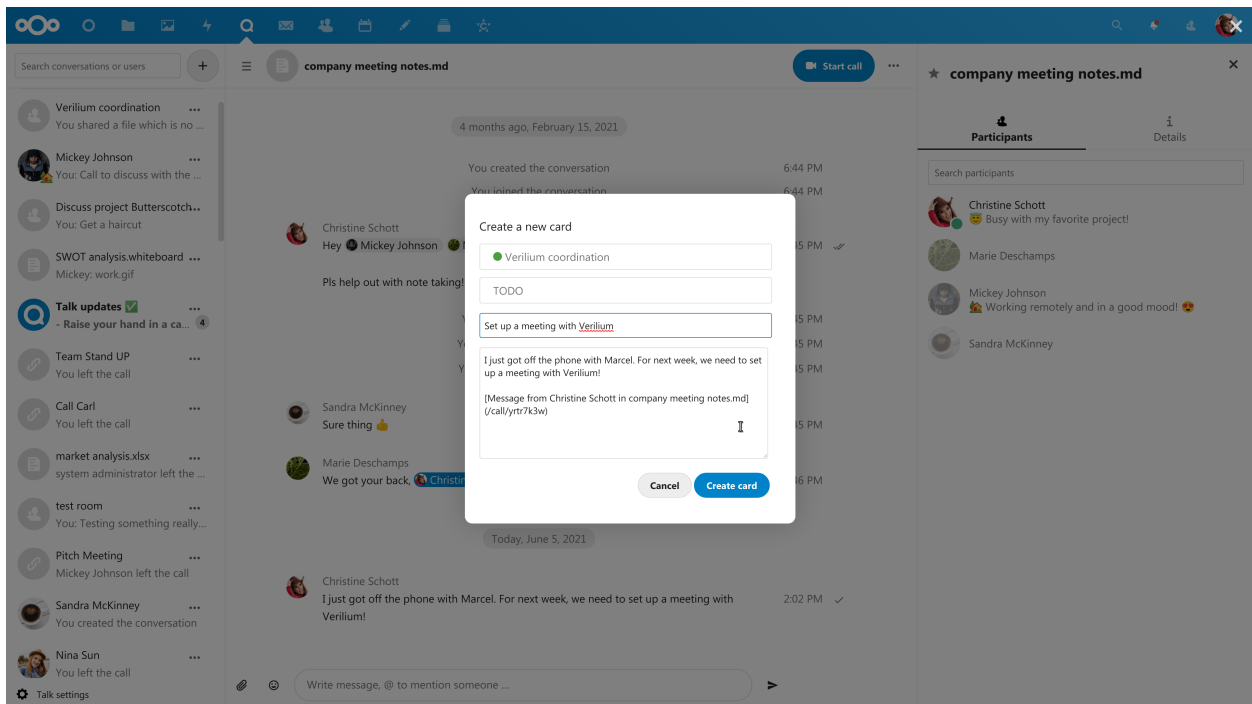 Search conversations or users
+
company meeting notes.md
Start call
company meeting notes.md
Verilium coordination
You shared a file which is no ...
Mickey Johnson
You: Call to discuss with the ...
Discuss project Butterscotch...
You: Get a haircut
SWOT analysis.whiteboard
Mickey: work.gif
Talk updates ✅
- Raise your hand in a ca...
4
Team Stand UP
You left the call
Call Carl
You left the call
market analysis.xlsx
system administrator left the ...
test room
You: Testing something really...
Pitch Meeting
Mickey Johnson left the call
Sandra McKinney
You created the conversation
Nina Sun
You left the call
Talk settings
4 months ago, February 15, 2021
You created the conversation 6:44 PM
You joined the conversation 6:44 PM
Christine Schott
Hey Mickey Johnson
Pls help out with note taking!
Sandra McKinney
Sure thing 👍
Marie Deschamps
We got your back,
Today, June 5, 2021
Christine Schott
I just got off the phone with Marcel. For next week, we need to set up a meeting with 2:02 PM
Verilium!
Write message, @ to mention someone ...
Create a new card
Verilium coordination
TODO
Set up a meeting with Verilium
I just got off the phone with Marcel. For next week, we need to set
up a meeting with Verilium!
[Message from Christine Schott in company meeting notes.md]
(/call/yrtr7k3w)
Cancel
Create card
Participants
Details
Search participants
Christine Schott
😇 Busy with my favorite project!
Marie Deschamps
Mickey Johnson
🏡 Working remotely and in a good mood! 😍
Sandra McKinney